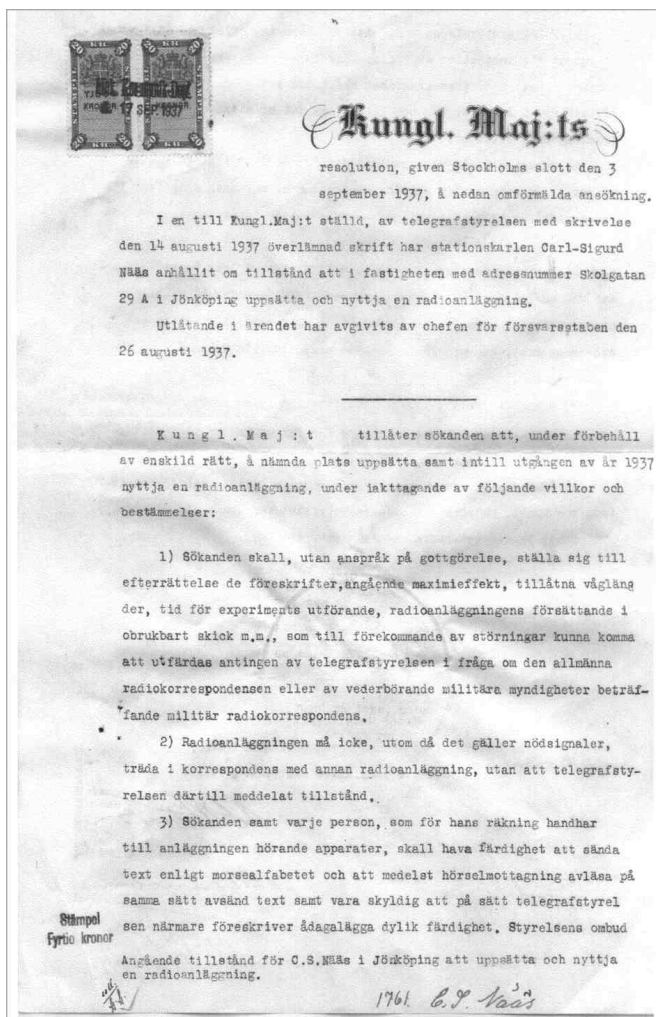 20 KR 20 20 KR 20
17 SEP. 1937
Kungl. Maj:ts
resolution, given Stockholms slott den 3
september 1937, å nedan omförmälda ansökning.
I en till Kungl.Maj:t ställd, av telegrafstyrelsen med skrivelse
den 14 augusti 1937 överlämnad skrift har stationskarlen Carl-Sigurd
Nääs anhållit om tillstånd att i fastigheten med adressnummer Skolgatan
29 A i Jönköping uppsätta och nyttja en radioanläggning.
Utlåtande i ärendet har avgivits av chefen för försvarsstaben den
26 augusti 1937.
Kungl. Maj:t tillåter sökanden att, under förbehåll
av enskild rätt, å nämnda plats uppsätta samt intill utgången av år 1937
nyttja en radioanläggning, under iakttagande av följande villkor och
bestämmelser:
1) Sökanden skall, utan anspråk på gottgörelse, ställa sig till
efterrättelse de föreskrifter,angående maximieffekt, tillåtna vågläng
der, tid för experiments utförande, radioanläggningens försättande i
obrukbart skick m.m., som till förekommande av störningar kunna komma
att utfärdas antingen av telegrafstyrelsen i fråga om den allmänna
radiokorrespondensen eller av vederbörande militära myndigheter beträf-
fande militär radiokorrespondens.
2) Radioanläggningen må icke, utom då det gäller nödsignaler,
träda i korrespondens med annan radioanläggning, utan att telegrafsty-
relsen därtill meddelat tillstånd.
3) Sökanden samt varje person, som för hans räkning handhar
till anläggningen hörande apparater, skall hava färdighet att sända
text enligt morsealfabetet och att medelst hörselmottagning avläsa på
samma sätt avsänd text samt vara skyldig att på sätt telegrafstyrel
sen närmare föreskriver ådagalägga dylik färdighet. Styrelsens ombud
Stämpel
Fyrtio kronor
Angående tillstånd för C.S.Nääs i Jönköping att uppsätta och nyttja
en radioanläggning.
1761. C.S. Nääs